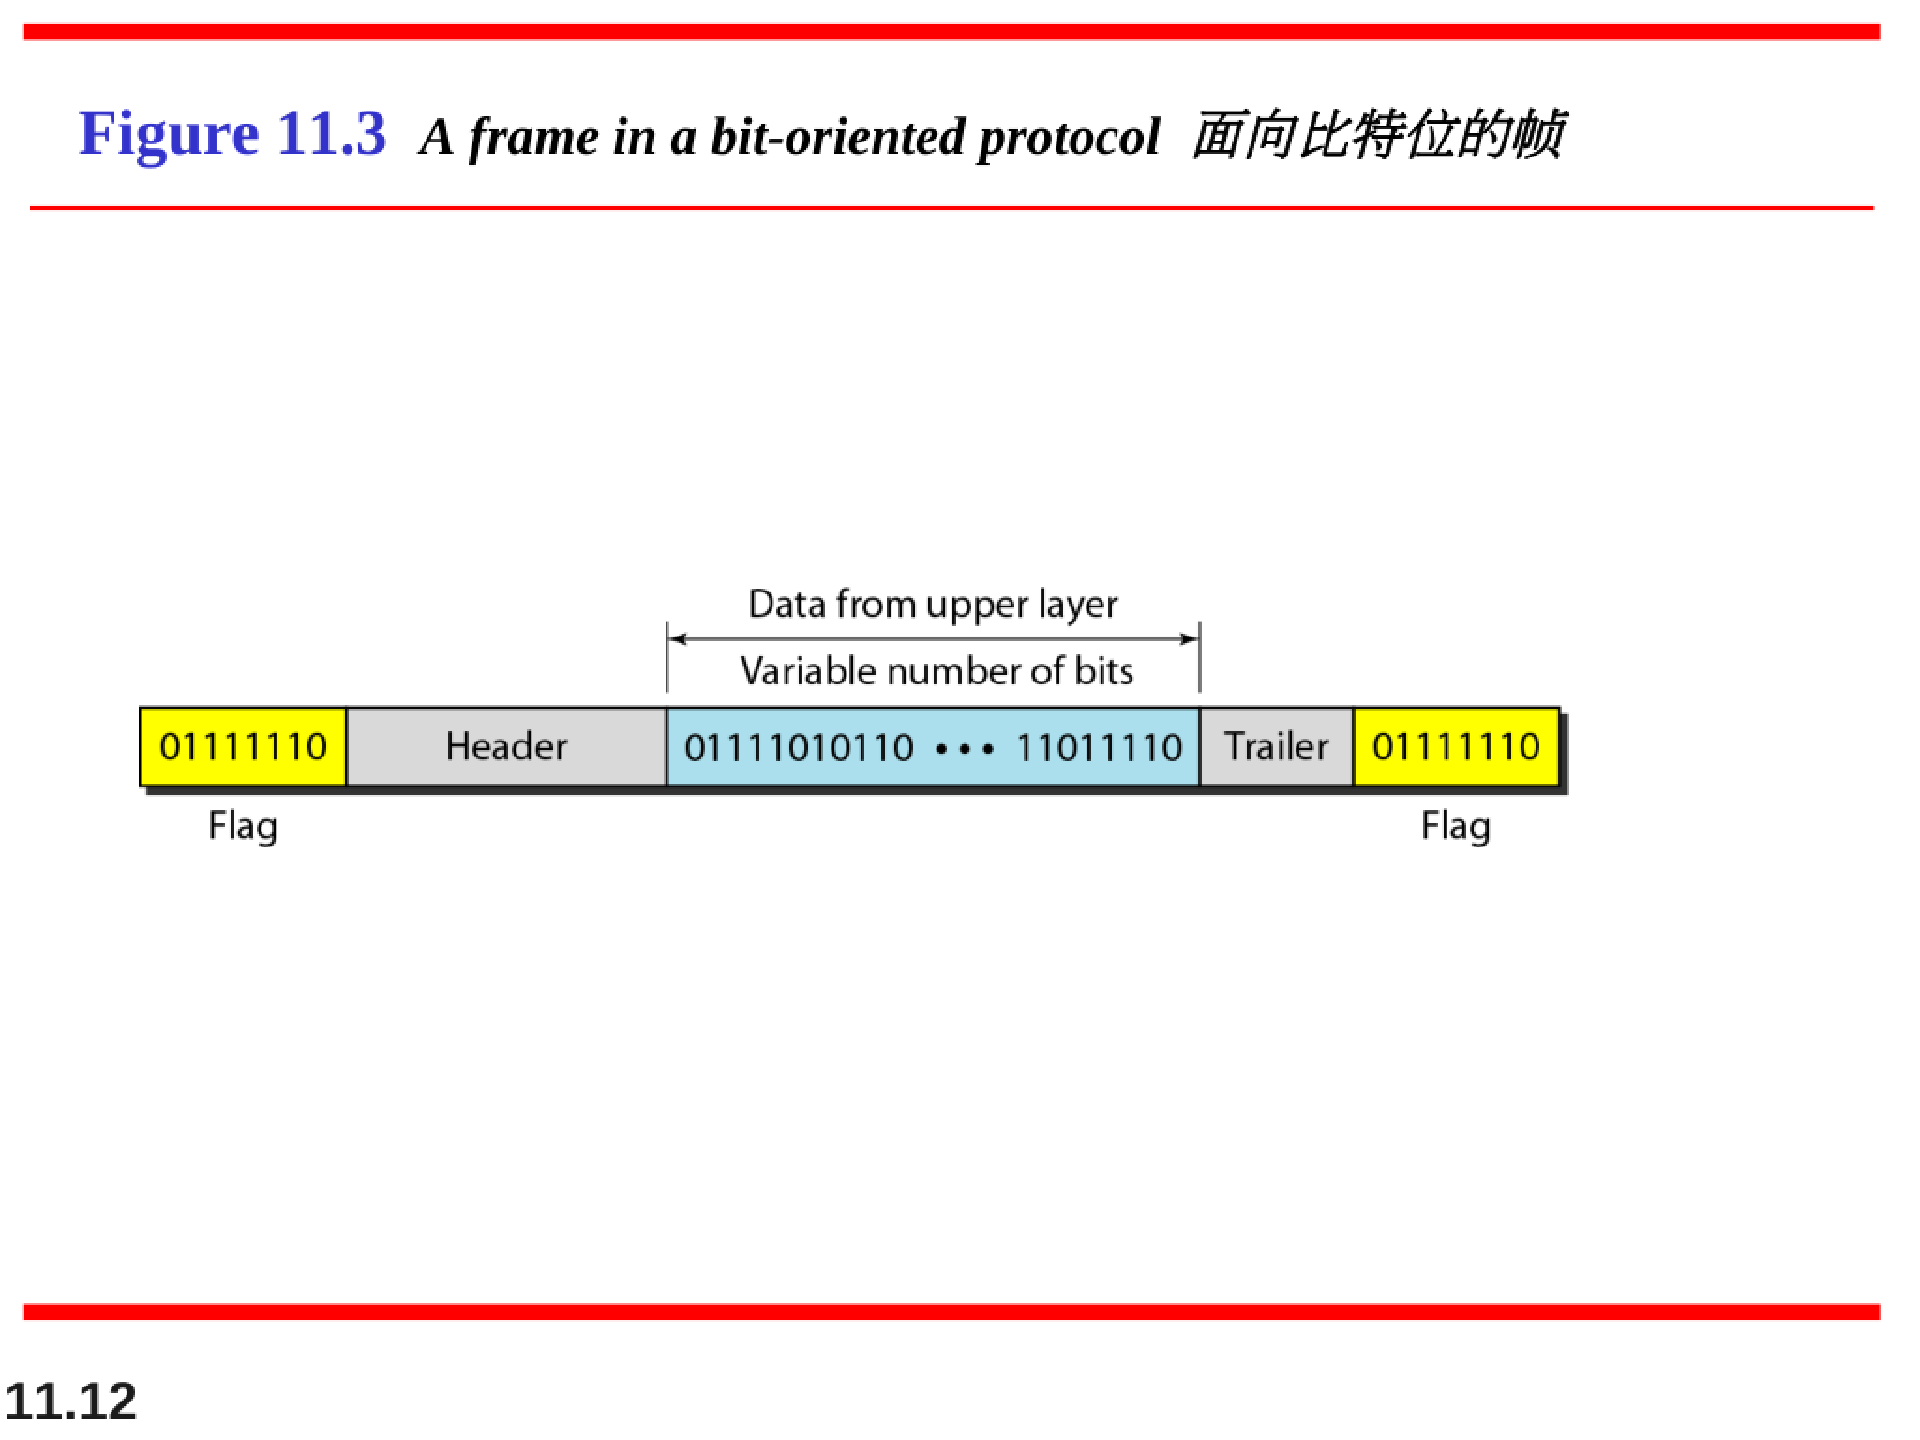 Figure 11.3 A frame in a bit-oriented protocol 面向比特位的帧
Data from upper layer
Variable number of bits
01111110 Header 01111010110 ••• 11011110 Trailer 01111110
Flag Flag
11.12